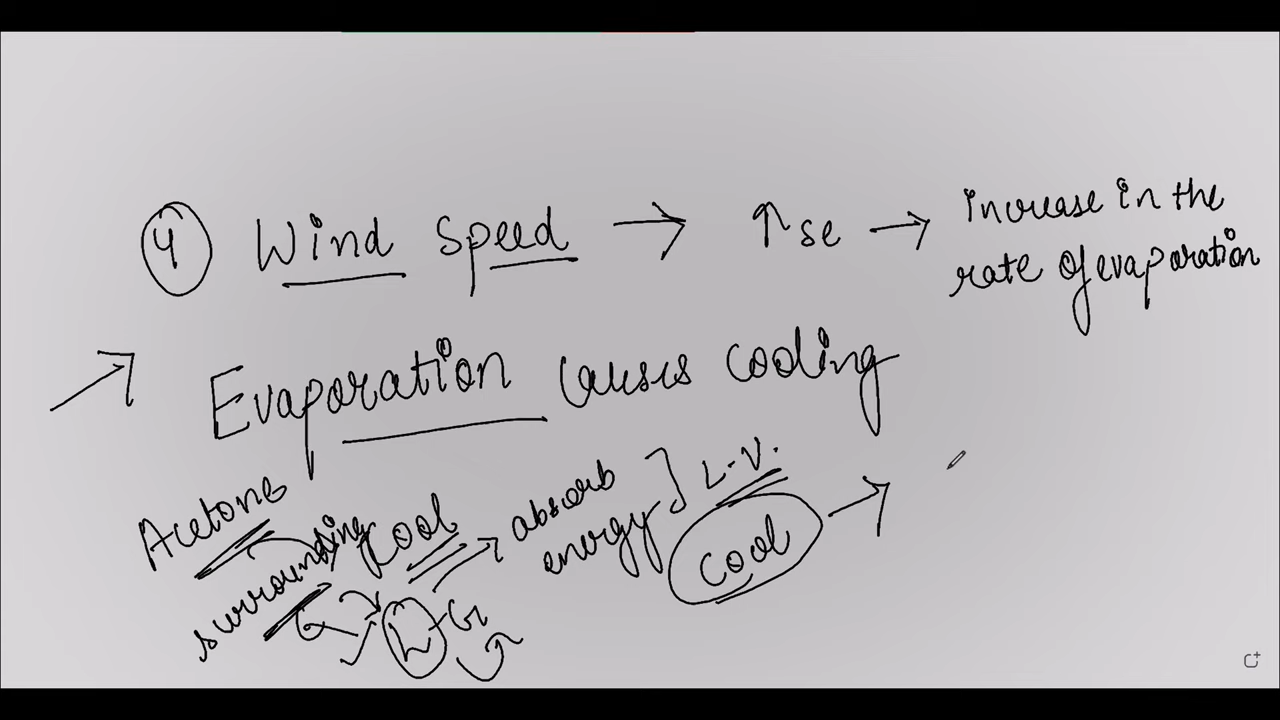 4 Wind Speed → ↑se → increase in the
rate of evaporation
→ Evaporation causes cooling
Acetone cool → absorb
energy ] L.V.
surrounding
L → G
cool →